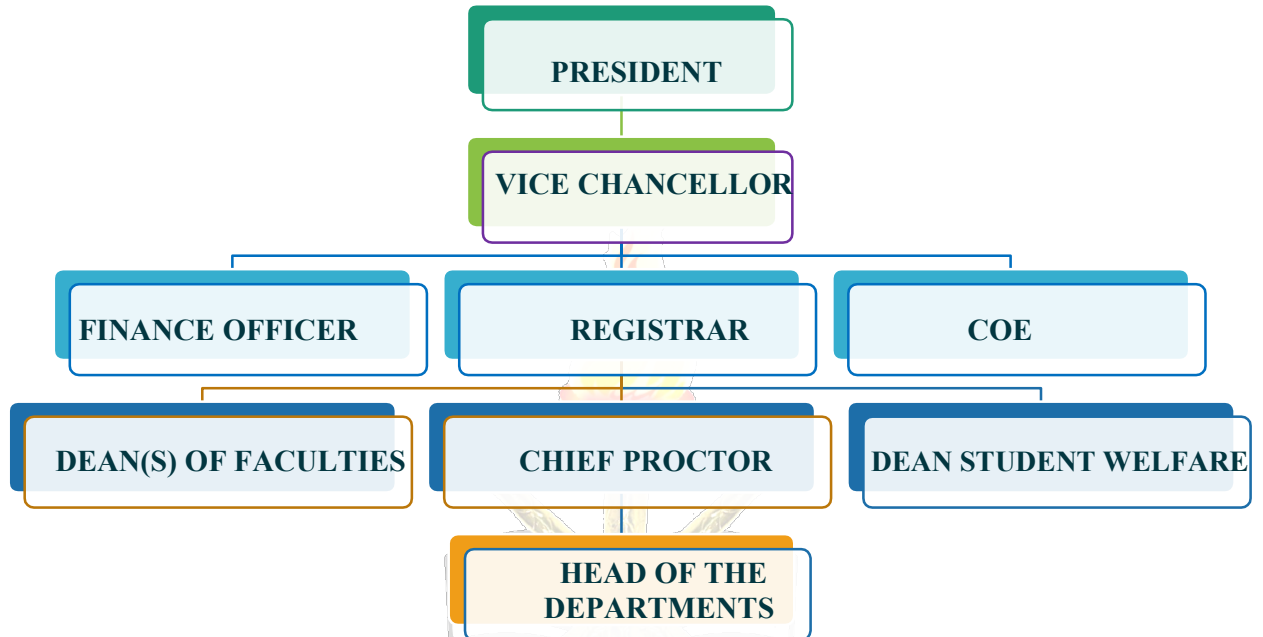 PRESIDENT
VICE CHANCELLOR
FINANCE OFFICER
REGISTRAR
COE
DEAN(S) OF FACULTIES
CHIEF PROCTOR
DEAN STUDENT WELFARE
HEAD OF THE
DEPARTMENTS